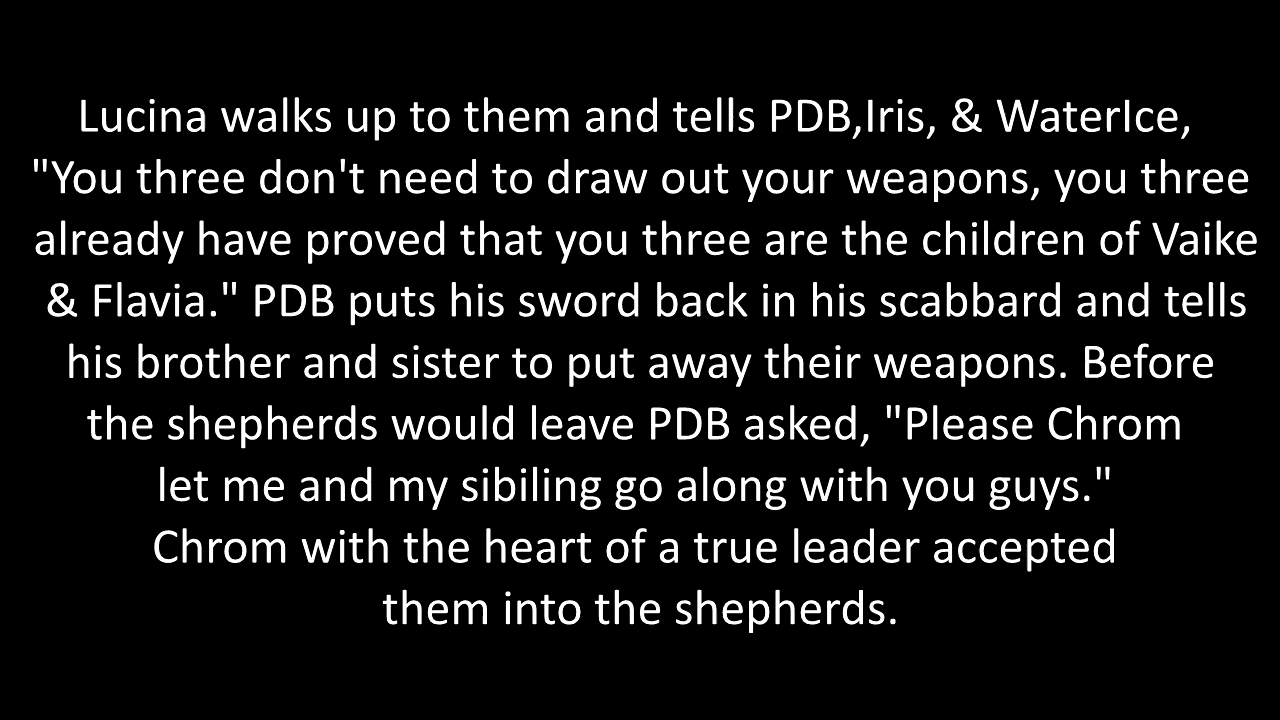 Lucina walks up to them and tells PDB,Iris, & WaterIce,
"You three don't need to draw out your weapons, you three
already have proved that you three are the children of Vaike
& Flavia." PDB puts his sword back in his scabbard and tells
his brother and sister to put away their weapons. Before
the shepherds would leave PDB asked, "Please Chrom
let me and my sibiling go along with you guys."
Chrom with the heart of a true leader accepted
them into the shepherds.